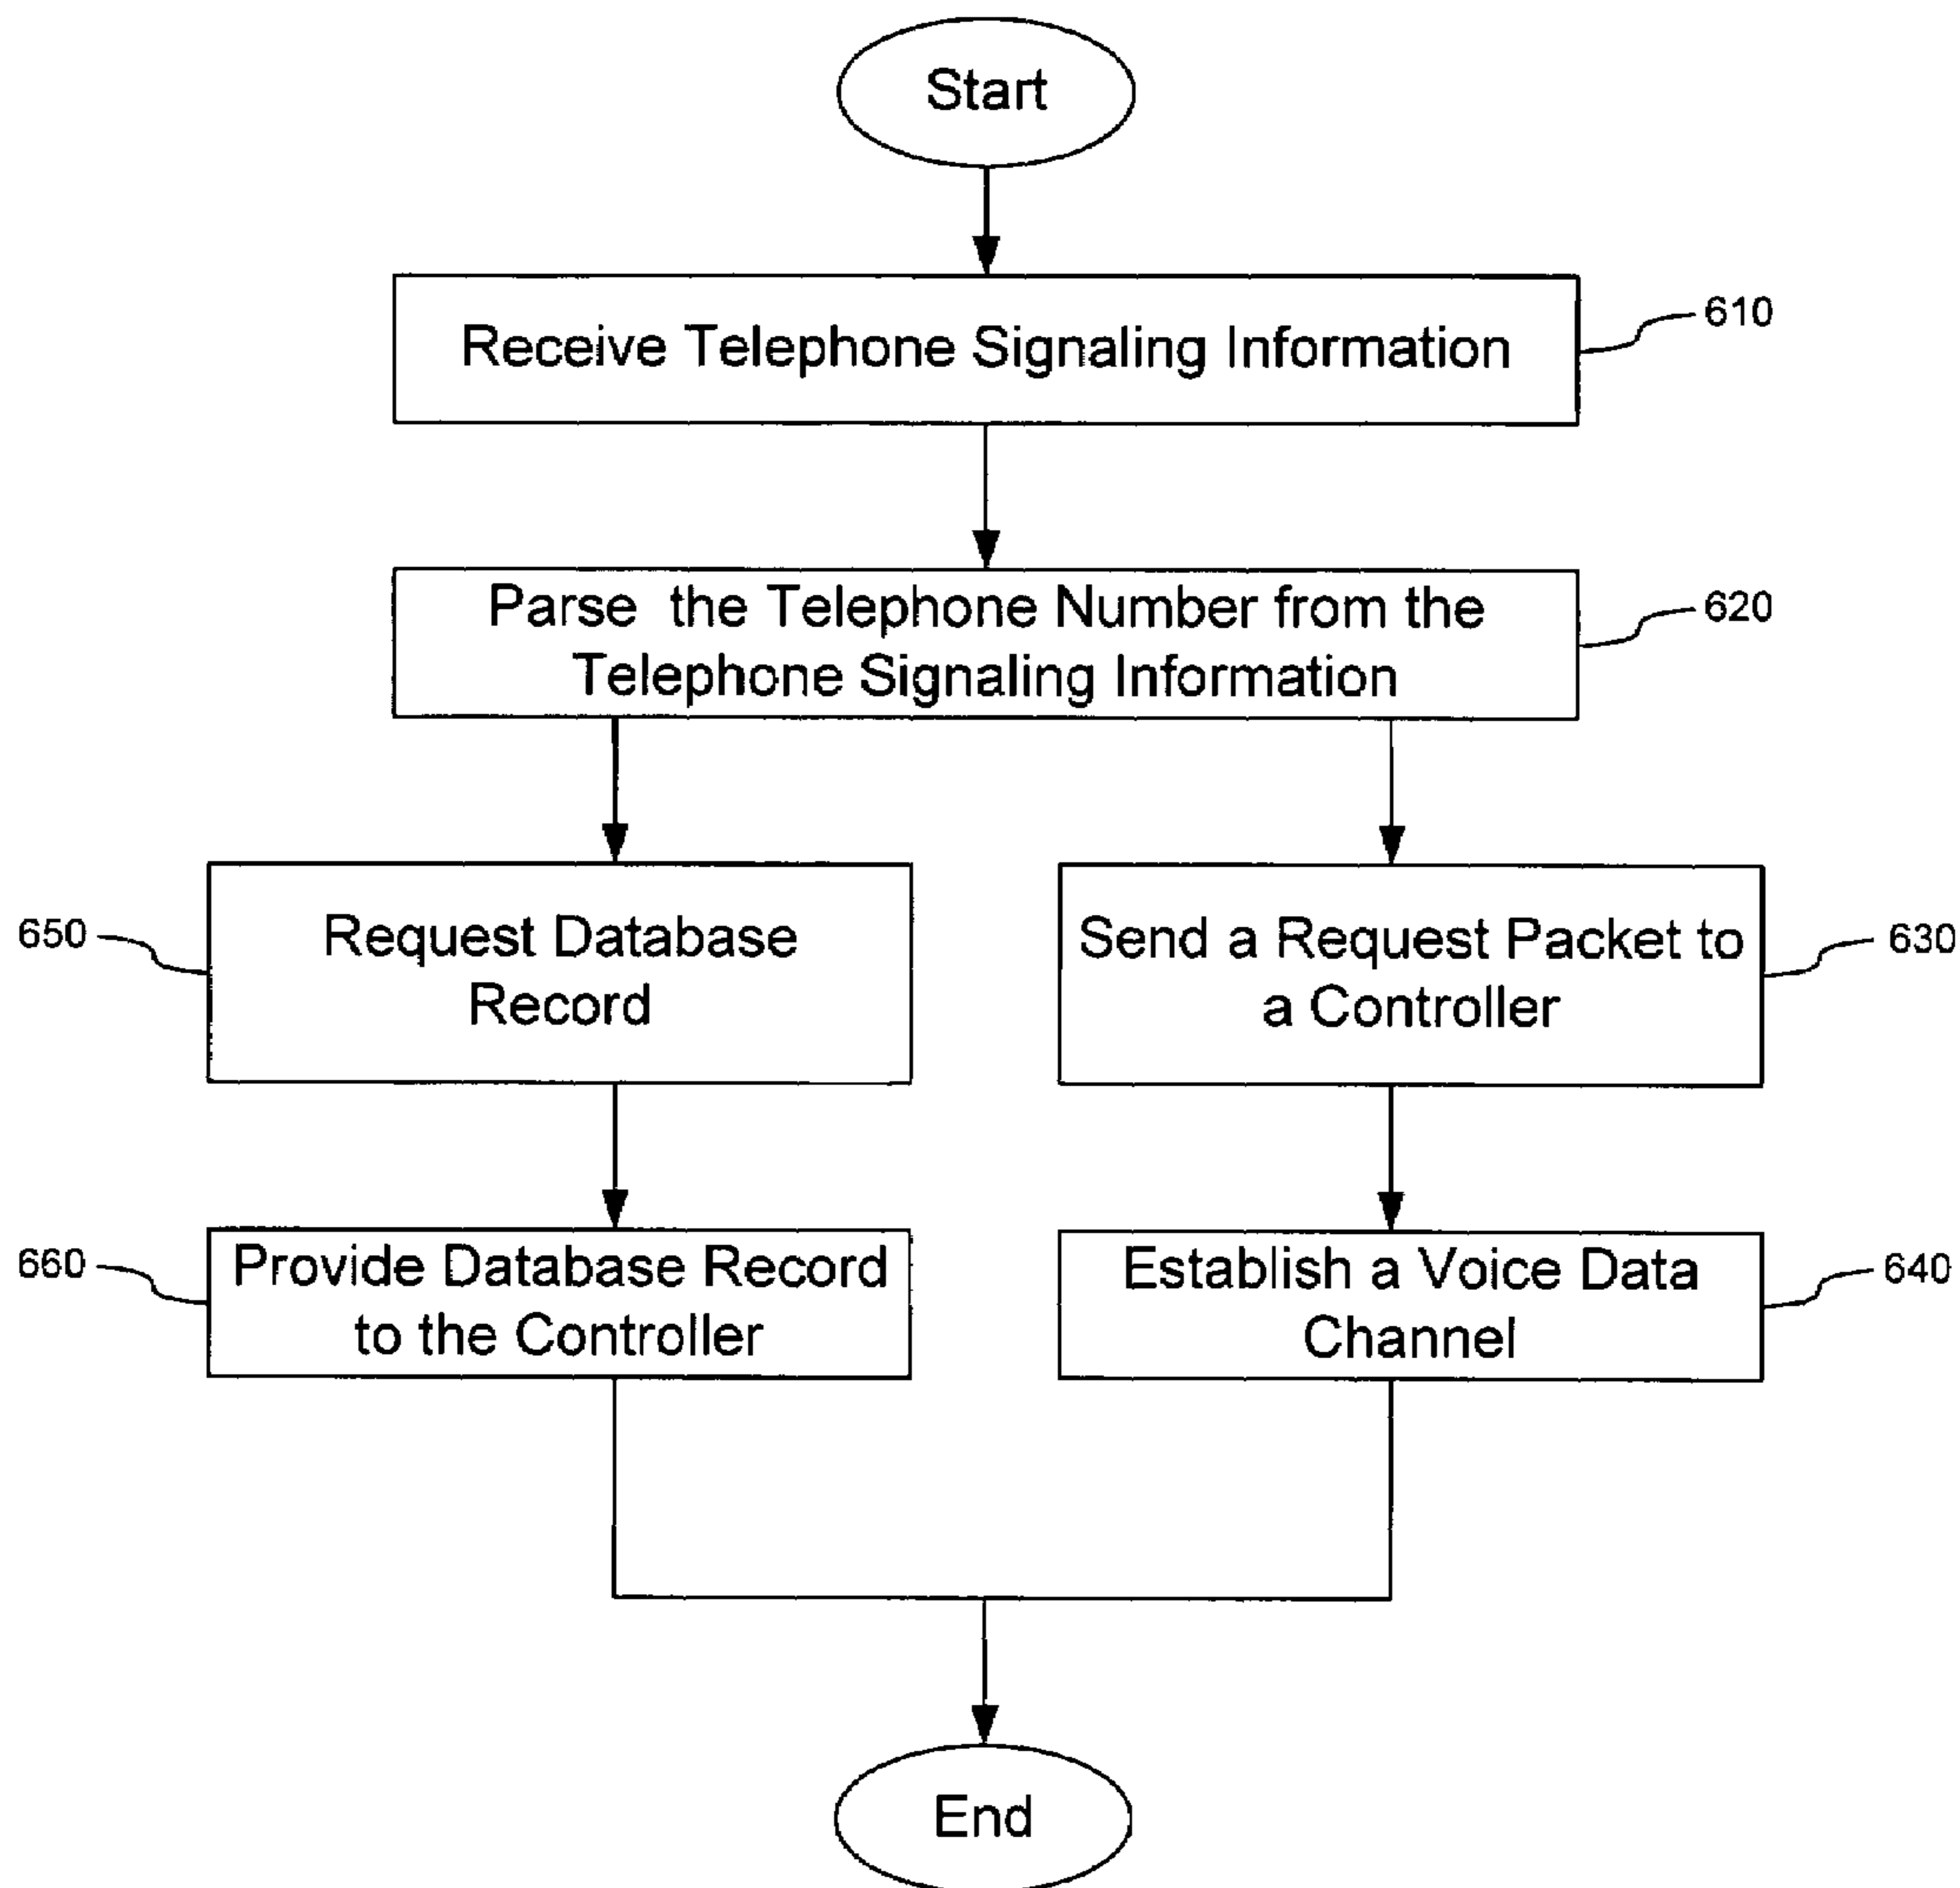 Start
Receive Telephone Signaling Information
610
Parse the Telephone Number from the
Telephone Signaling Information
620
650
Request Database
Record
Send a Request Packet to
a Controller
630
660
Provide Database Record
to the Controller
Establish a Voice Data
Channel
640
End